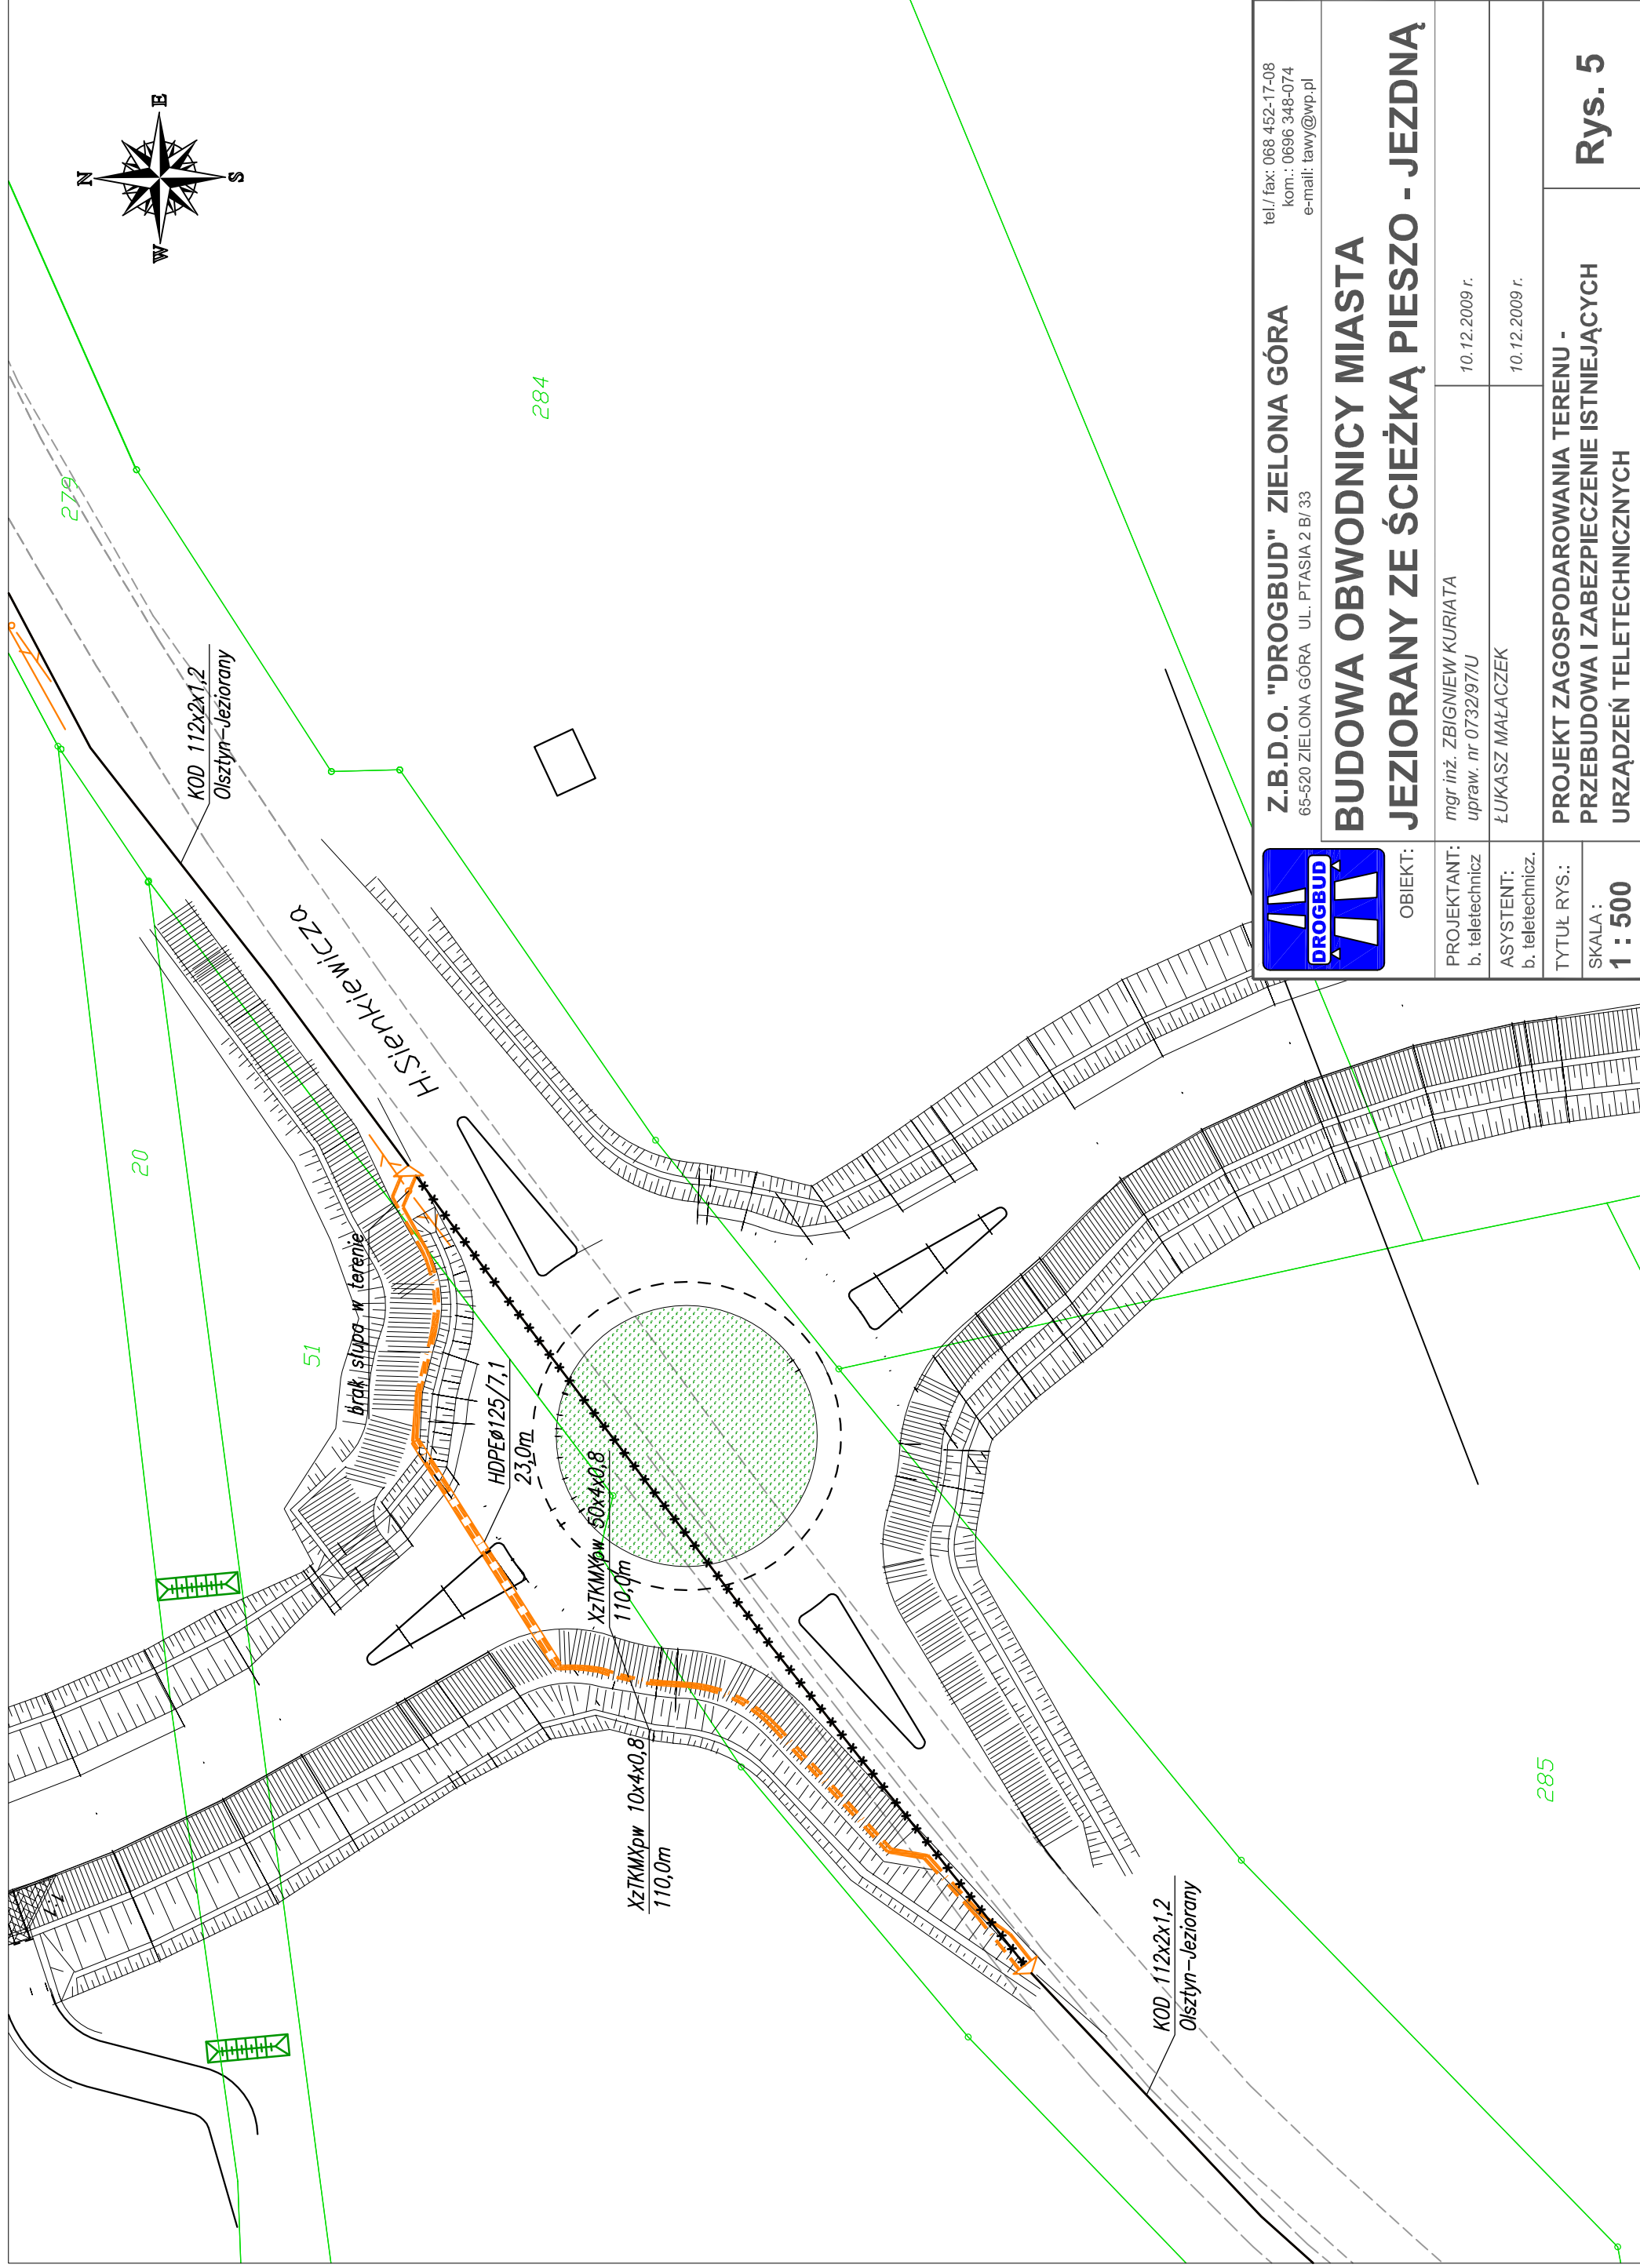 N
E
S
W
279
284
KOD 112x2x1,2
Olsztyn-Jeziorany
H.Sienkiewicza
20
51
brak słupa w terenie
HDPEø125/7,1
23,0m
XzTKMXpw 50x4x0,8
110,0m
XzTKMXpw 10x4x0,8
110,0m
KOD 112x2x1,2
Olsztyn-Jeziorany
285
DROGBUD
Z.B.D.O. "DROGBUD" ZIELONA GÓRA
65-520 ZIELONA GÓRA UL. PTASIA 2 B/ 33
tel./ fax: 068 452-17-08
kom.: 0696 348-074
e-mail: tawy@wp.pl
OBIEKT:
BUDOWA OBWODNICY MIASTA
JEZIORANY ZE ŚCIEŻKĄ PIESZO - JEZDNĄ
PROJEKTANT:
b. teletechnicz
mgr inż. ZBIGNIEW KURIATA
upraw. nr 0732/97/U
10.12.2009 r.
ASYSTENT:
b. teletechnicz.
ŁUKASZ MAŁACZEK
10.12.2009 r.
TYTUŁ RYS.:
PROJEKT ZAGOSPODAROWANIA TERENU -
PRZEBUDOWA I ZABEZPIECZENIE ISTNIEJĄCYCH
URZĄDZEŃ TELETECHNICZNYCH
SKALA :
1 : 500
Rys. 5